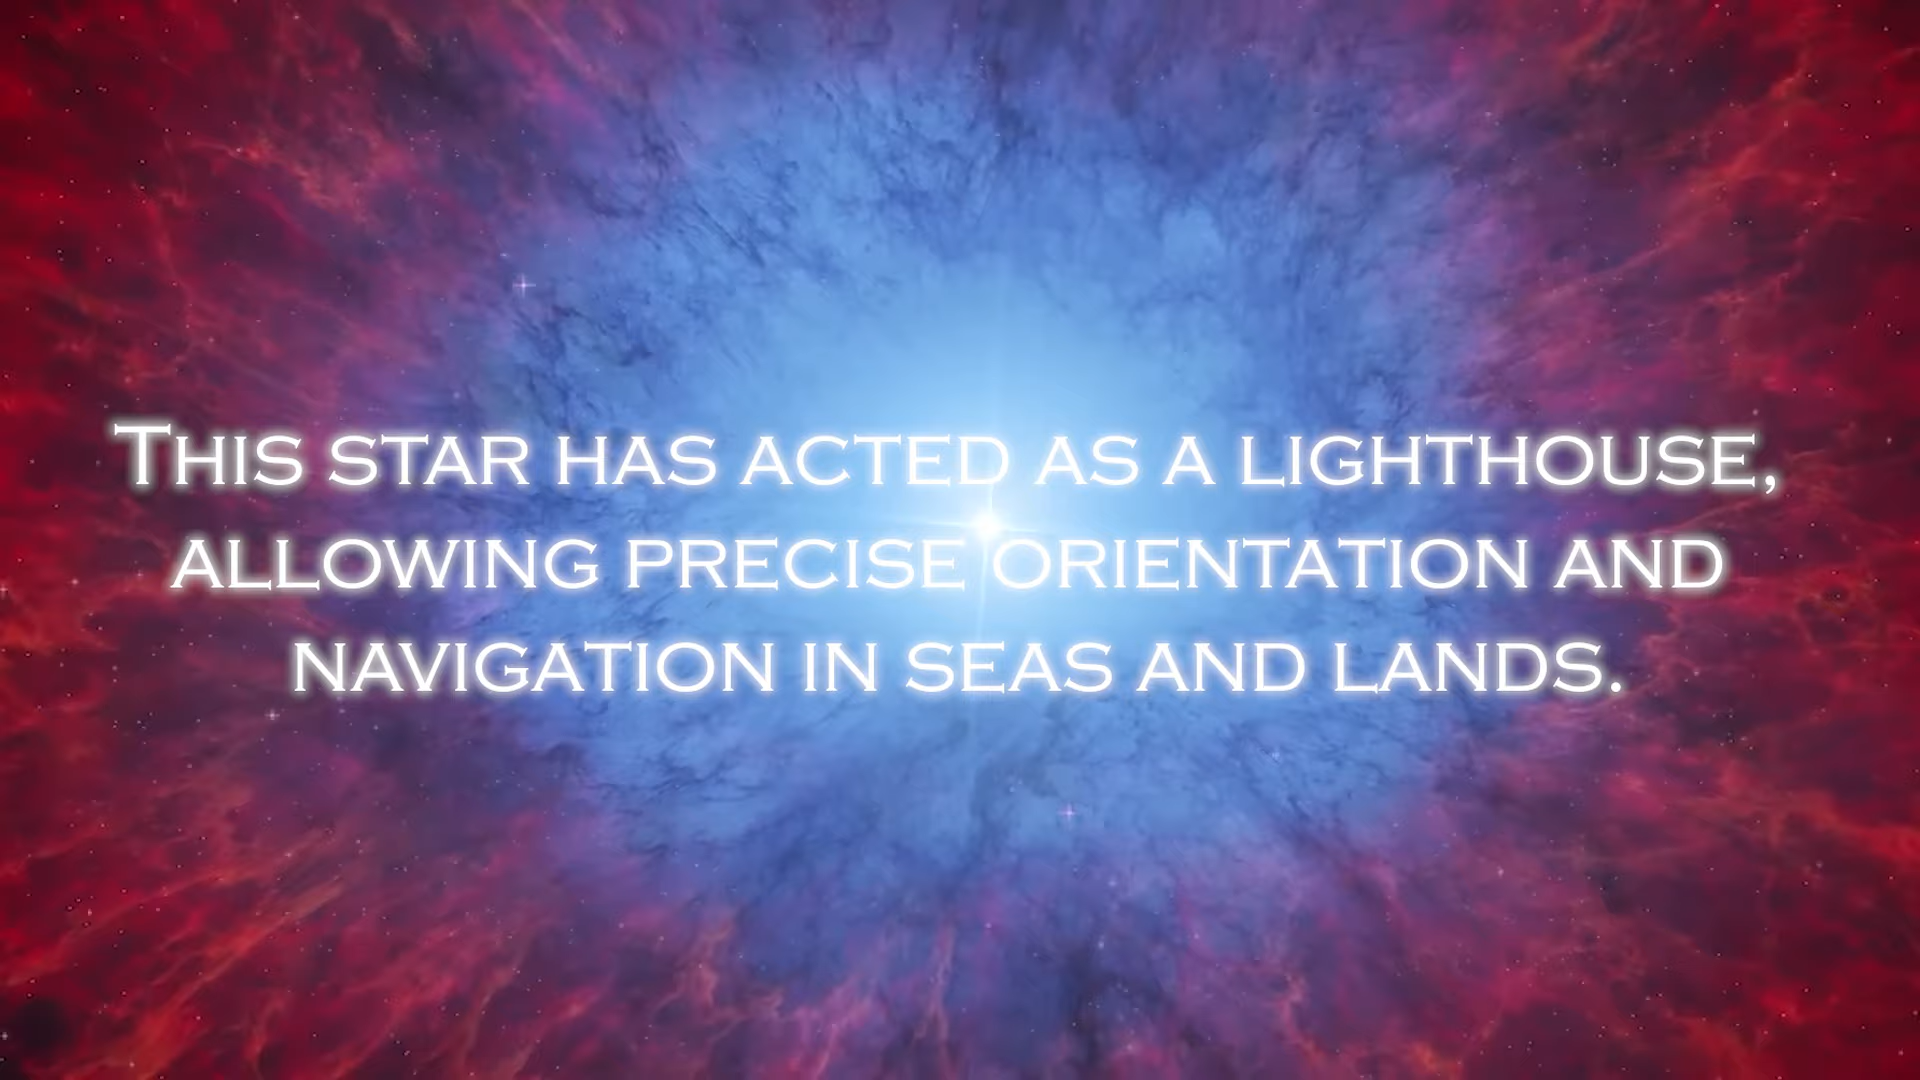 This star has acted as a lighthouse,
allowing precise orientation and
navigation in seas and lands.